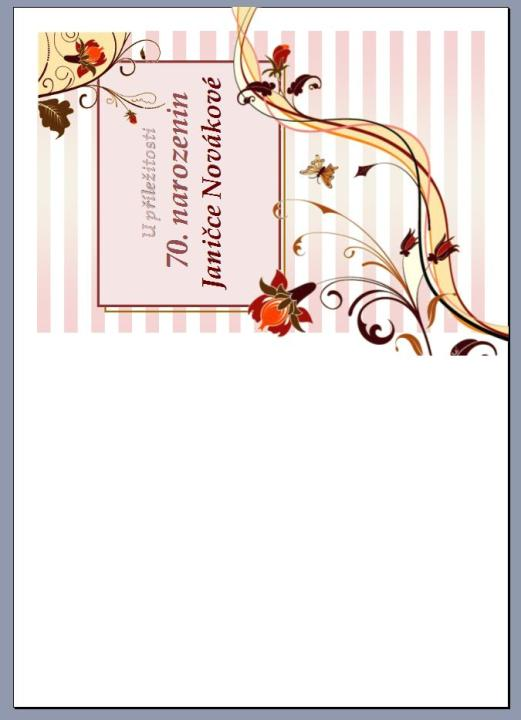 U příležitosti
70. narozenin
Janičce Novákové